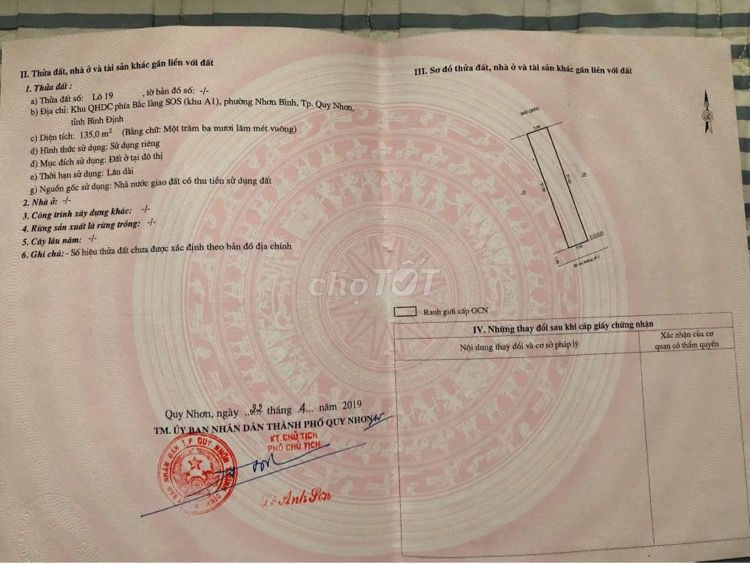 II. Thửa đất, nhà ở và tài sản khác gắn liền với đất
1. Thửa đất :
a) Thửa đất số: Lô 19 , tờ bản đồ số: -/-
b) Địa chỉ: Khu QHDC phía Bắc làng SOS (khu A1), phường Nhơn Bình, Tp. Quy Nhơn,
tỉnh Bình Định
c) Diện tích: 135,0 m² (Bằng chữ: Một trăm ba mươi lăm mét vuông)
d) Hình thức sử dụng: Sử dụng riêng
đ) Mục đích sử dụng: Đất ở tại đô thị
e) Thời hạn sử dụng: Lâu dài
g) Nguồn gốc sử dụng: Nhà nước giao đất có thu tiền sử dụng đất
2. Nhà ở: -/-
3. Công trình xây dựng khác: -/-
4. Rừng sản xuất là rừng trồng: -/-
5. Cây lâu năm: -/-
6. Ghi chú: - Số hiệu thửa đất chưa được xác định theo bản đồ địa chính
Quy Nhơn, ngày 22 tháng 4 năm 2019
TM. ỦY BAN NHÂN DÂN THÀNH PHỐ QUY NHƠN
KT. CHỦ TỊCH
PHÓ CHỦ TỊCH
III. Sơ đồ thửa đất, nhà ở và tài sản khác gắn liền với đất
Ranh giới cấp GCN
IV. Những thay đổi sau khi cấp giấy chứng nhận
Nội dung thay đổi và cơ sở pháp lý
Xác nhận của cơ
quan có thẩm quyền
chợTỐT